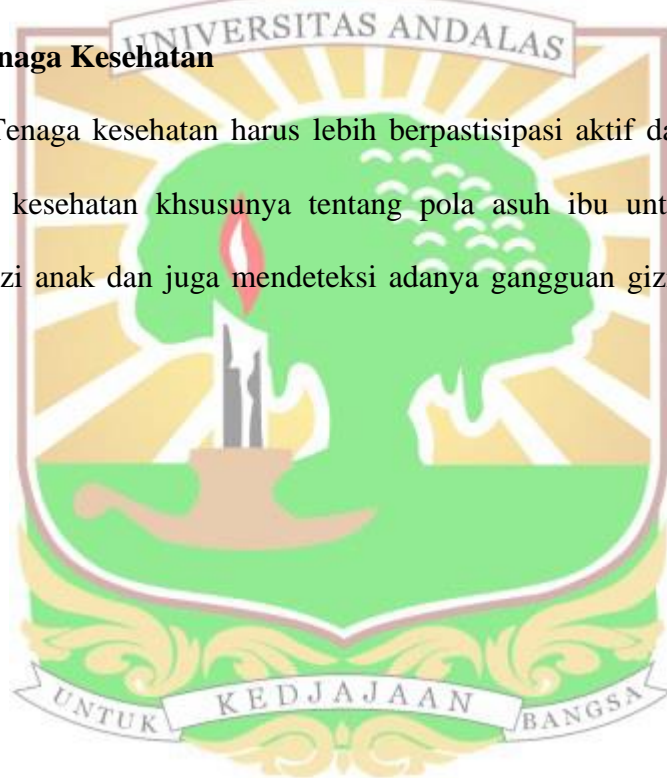 UNIVERSITAS ANDALAS
naga Kesehatan
Tenaga kesehatan harus lebih berpastisipasi aktif da
kesehatan khsusunya tentang pola asuh ibu unt
zi anak dan juga mendeteksi adanya gangguan giz
UNTUK KEDJAJAAN BANGSA